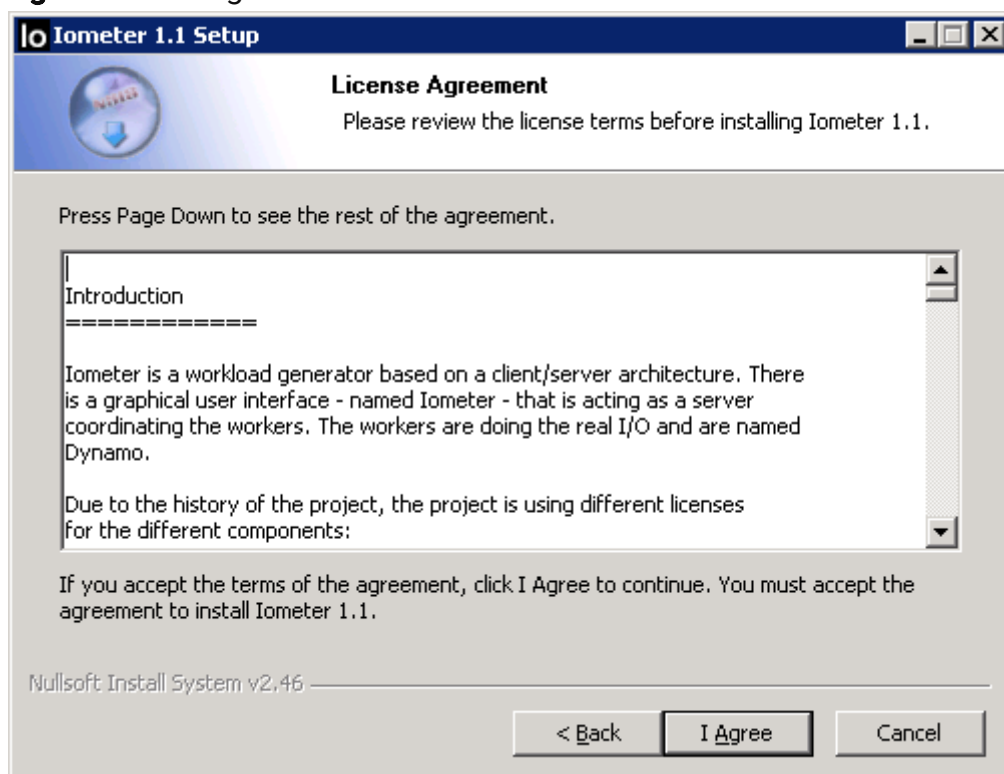 Iometer 1.1 Setup
License Agreement
Please review the license terms before installing Iometer 1.1.
Press Page Down to see the rest of the agreement.
Introduction
============
Iometer is a workload generator based on a client/server architecture. There
is a graphical user interface - named Iometer - that is acting as a server
coordinating the workers. The workers are doing the real I/O and are named
Dynamo.
Due to the history of the project, the project is using different licenses
for the different components:
If you accept the terms of the agreement, click I Agree to continue. You must accept the
agreement to install Iometer 1.1.
Nullsoft Install System v2.46
< Back
I Agree
Cancel